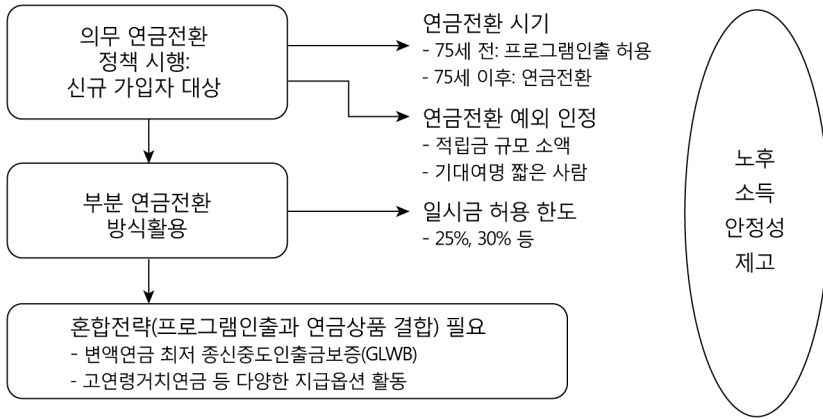 의무 연금전환
정책 시행:
신규 가입자 대상
연금전환 시기
- 75세 전: 프로그램인출 허용
- 75세 이후: 연금전환
연금전환 예외 인정
- 적립금 규모 소액
- 기대여명 짧은 사람
부분 연금전환
방식활용
일시금 허용 한도
- 25%, 30% 등
혼합전략(프로그램인출과 연금상품 결합) 필요
- 변액연금 최저 종신중도인출금보증(GLWB)
- 고연령거치연금 등 다양한 지급옵션 활동
노후
소득
안정성
제고